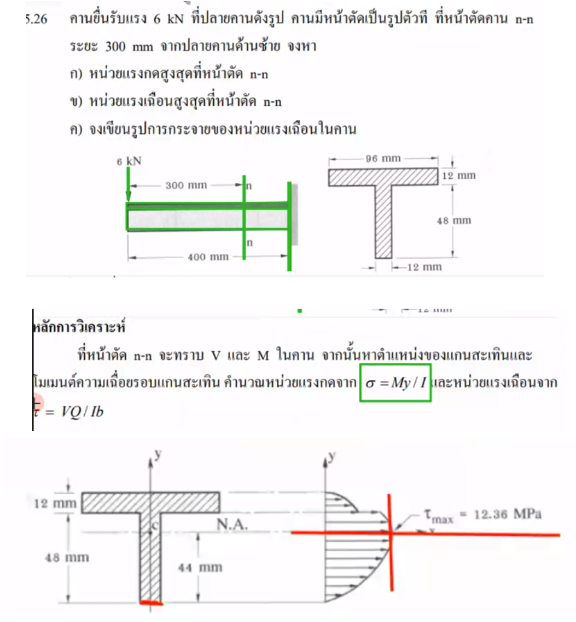 5.26 คานยื่นรับแรง 6 kN ที่ปลายคานดังรูป คานมีหน้าตัดเป็นรูปตัวที ที่หน้าตัดคาน n-n
ระยะ 300 mm จากปลายคานด้านซ้าย จงหา
ก) หน่วยแรงกดสูงสุดที่หน้าตัด n-n
ข) หน่วยแรงเฉือนสูงสุดที่หน้าตัด n-n
ค) จงเขียนรูปการกระจายของหน่วยแรงเฉือนในคาน
6 kN
300 mm
n
n
400 mm
96 mm
12 mm
48 mm
12 mm
หลักการวิเคราะห์
ที่หน้าตัด n-n จะทราบ V และ M ในคาน จากนั้นหาตำแหน่งของแกนสะเทินและ
โมเมนต์ความเฉื่อยรอบแกนสะเทิน คำนวณหน่วยแรงกดจาก σ = My / I และหน่วยแรงเฉือนจาก
τ = VQ / Ib
y
12 mm
48 mm
c
N.A.
44 mm
y
τmax = 12.36 MPa
x